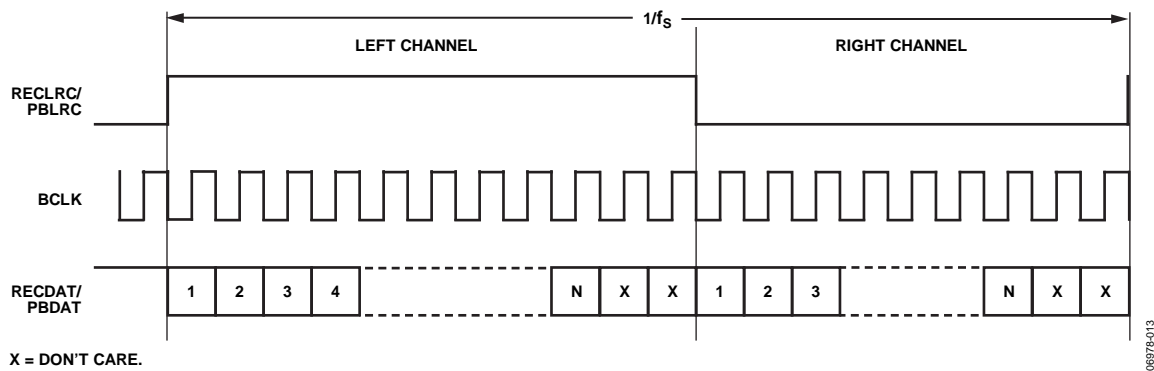 1/fS
LEFT CHANNEL
RIGHT CHANNEL
RECLRC/
PBLRC
BCLK
RECDAT/
PBDAT
1 2 3 4 N X X 1 2 3 N X X
X = DON'T CARE.
06978-013